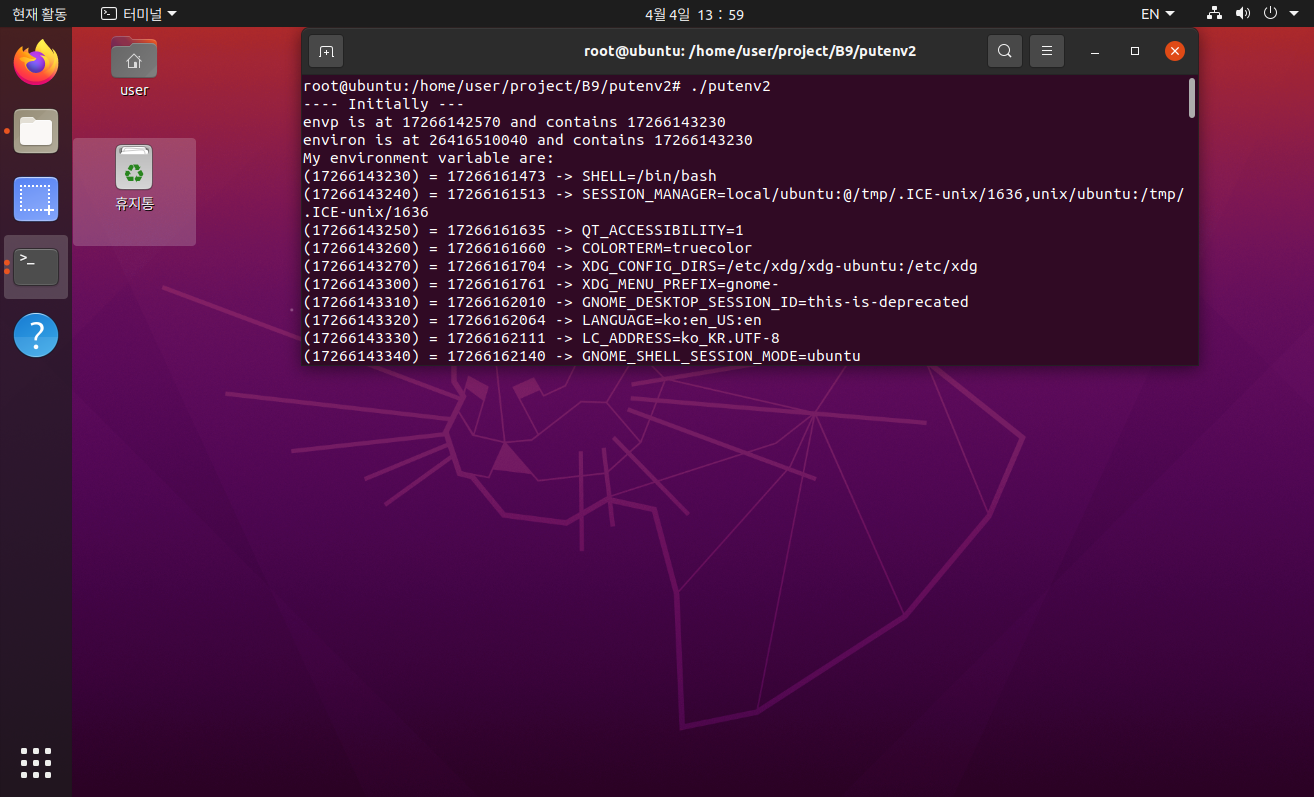 현재 활동
터미널
4월 4일 13 : 59
EN
user
휴지통
root@ubuntu: /home/user/project/B9/putenv2
root@ubuntu:/home/user/project/B9/putenv2# ./putenv2
---- Initially ---
envp is at 17266142570 and contains 17266143230
environ is at 26416510040 and contains 17266143230
My environment variable are:
(17266143230) = 17266161473 -> SHELL=/bin/bash
(17266143240) = 17266161513 -> SESSION_MANAGER=local/ubuntu:@/tmp/.ICE-unix/1636,unix/ubuntu:/tmp/
.ICE-unix/1636
(17266143250) = 17266161635 -> QT_ACCESSIBILITY=1
(17266143260) = 17266161660 -> COLORTERM=truecolor
(17266143270) = 17266161704 -> XDG_CONFIG_DIRS=/etc/xdg/xdg-ubuntu:/etc/xdg
(17266143300) = 17266161761 -> XDG_MENU_PREFIX=gnome-
(17266143310) = 17266162010 -> GNOME_DESKTOP_SESSION_ID=this-is-deprecated
(17266143320) = 17266162064 -> LANGUAGE=ko:en_US:en
(17266143330) = 17266162111 -> LC_ADDRESS=ko_KR.UTF-8
(17266143340) = 17266162140 -> GNOME_SHELL_SESSION_MODE=ubuntu